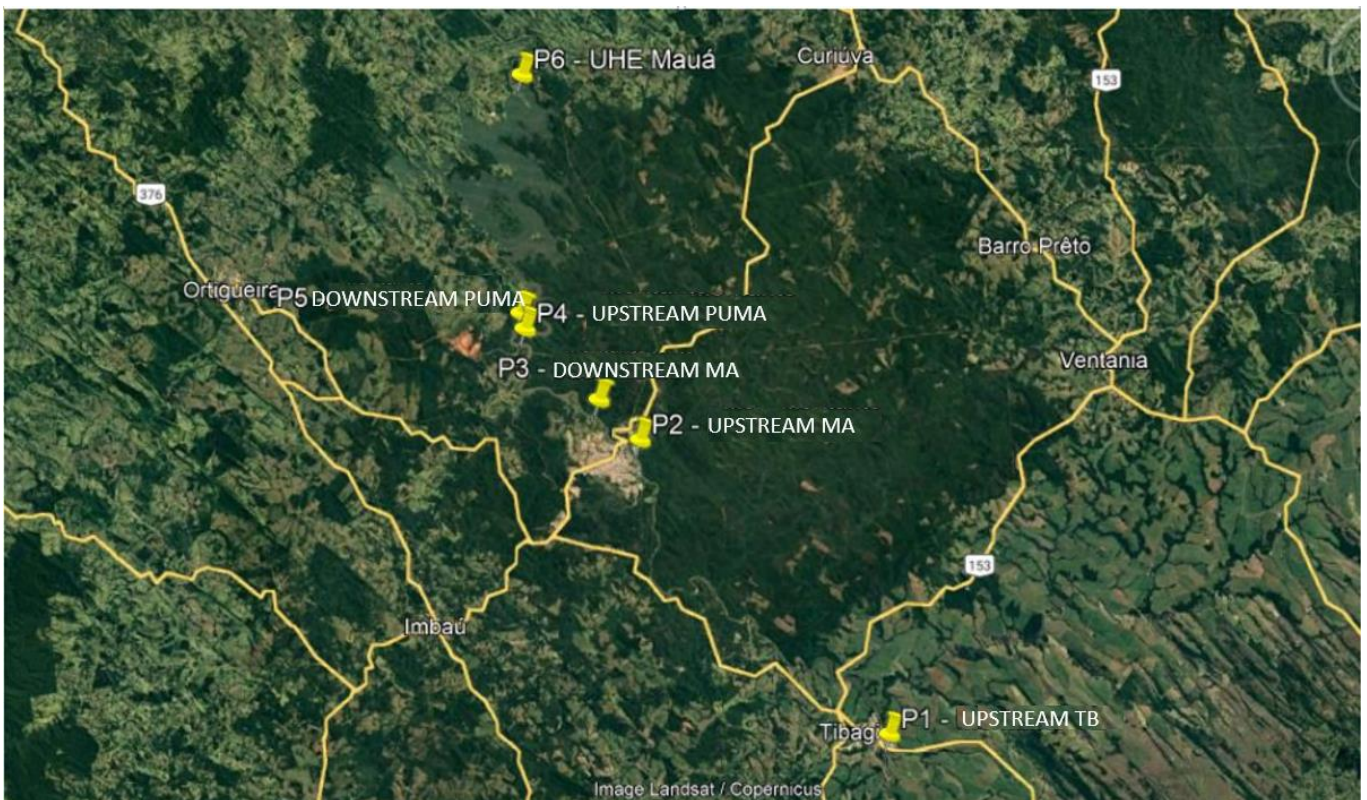 P6 - UHE Mauá
Curiúva
153
376
Barro Prêto
Ortigueira
P5 DOWNSTREAM PUMA
P4 - UPSTREAM PUMA
Ventania
P3 - DOWNSTREAM MA
P2 - UPSTREAM MA
153
Imbaú
P1 - UPSTREAM TB
Tibagi
Image Landsat / Copernicus